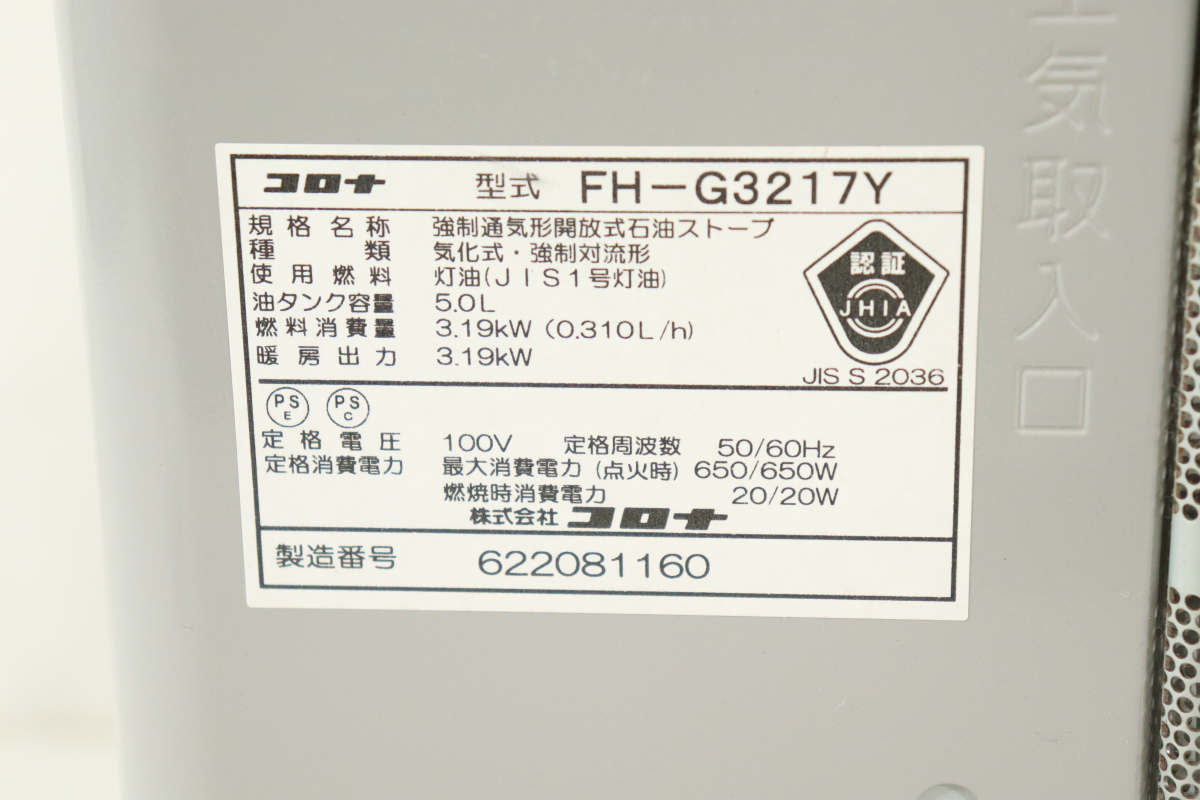 コロナ 型式 FH-G3217Y
規格名称 強制通気形開放式石油ストーブ
種類 気化式・強制対流形
使用燃料 灯油(JIS1号灯油)
油タンク容量 5.0L
燃料消費量 3.19kW (0.310L/h)
暖房出力 3.19kW
認証
JHIA
JIS S 2036
PS E PS C
定格電圧 100V 定格周波数 50/60Hz
定格消費電力 最大消費電力 (点火時) 650/650W
燃焼時消費電力 20/20W
株式会社 コロナ
製造番号 622081160
気取入口